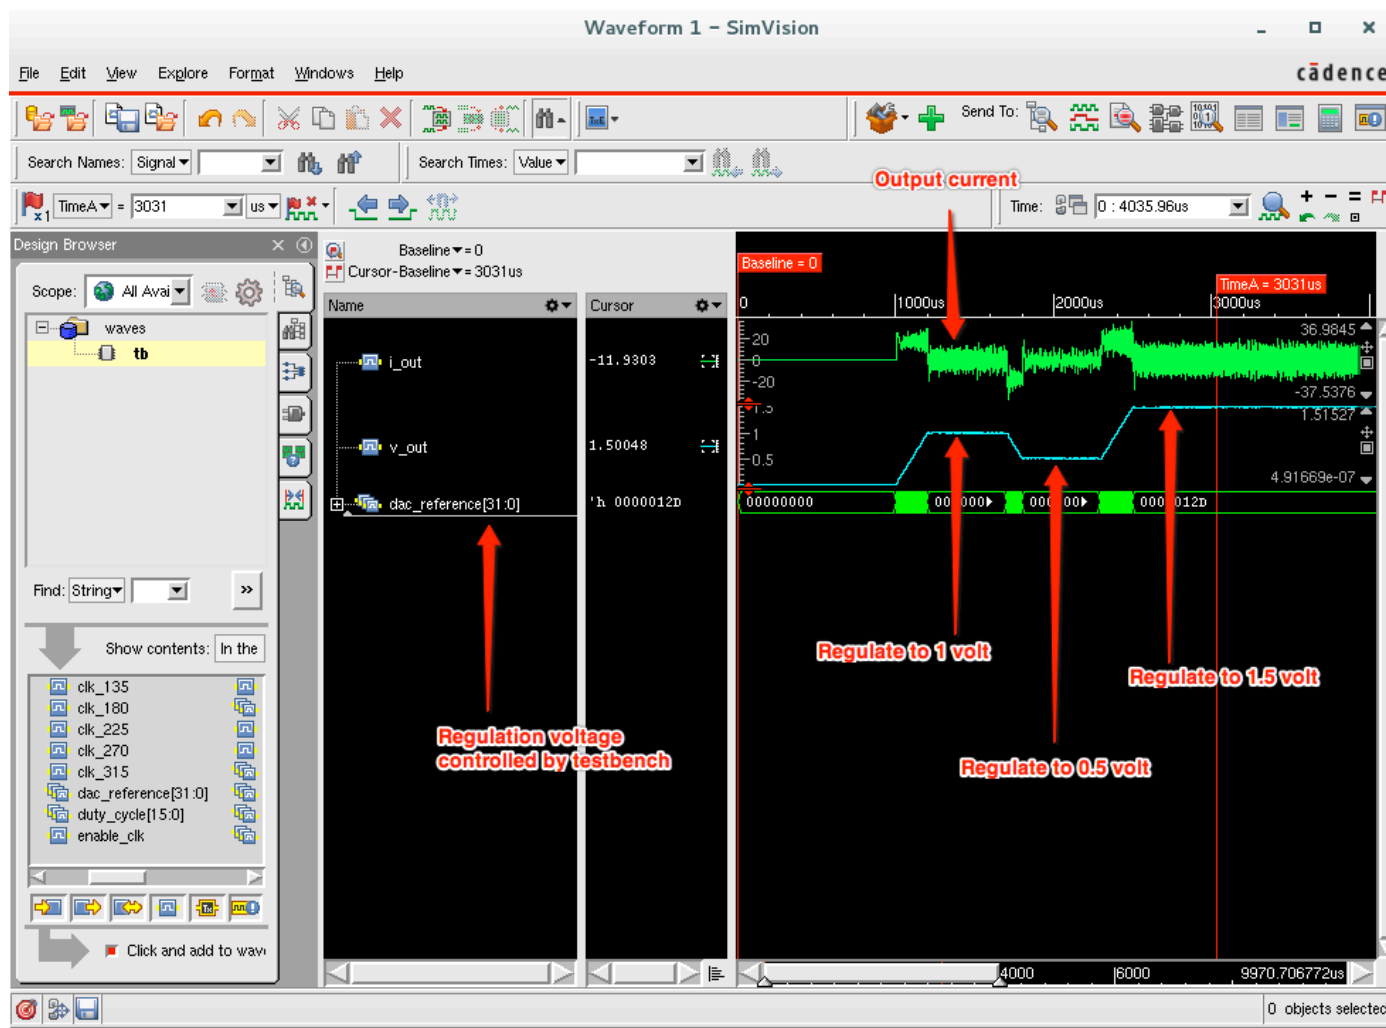 Waveform 1 – SimVision
File Edit View Explore Format Windows Help
cādence
Send To:
Search Names: Signal
Search Times: Value
TimeA = 3031 us
Time: 0 : 4035.96us
Output current
Design Browser
Baseline = 0
Cursor-Baseline = 3031us
Scope: All Avai
waves
tb
Find: String
»
Show contents: In the
clk_135
clk_180
clk_225
clk_270
clk_315
dac_reference[31:0]
duty_cycle[15:0]
enable_clk
Click and add to wav
Name
Cursor
i_out
-11.9303
v_out
1.50048
dac_reference[31:0]
'h 0000012D
Baseline = 0
TimeA = 3031us
0
1000us
2000us
3000us
20
0
-20
36.9845
-37.5376
1.5
1
0.5
1.51527
4.91669e-07
00000000
0000012D
Regulate to 1 volt
Regulate to 1.5 volt
Regulation voltage
controlled by testbench
Regulate to 0.5 volt
4000
6000
9970.706772us
0 objects selected